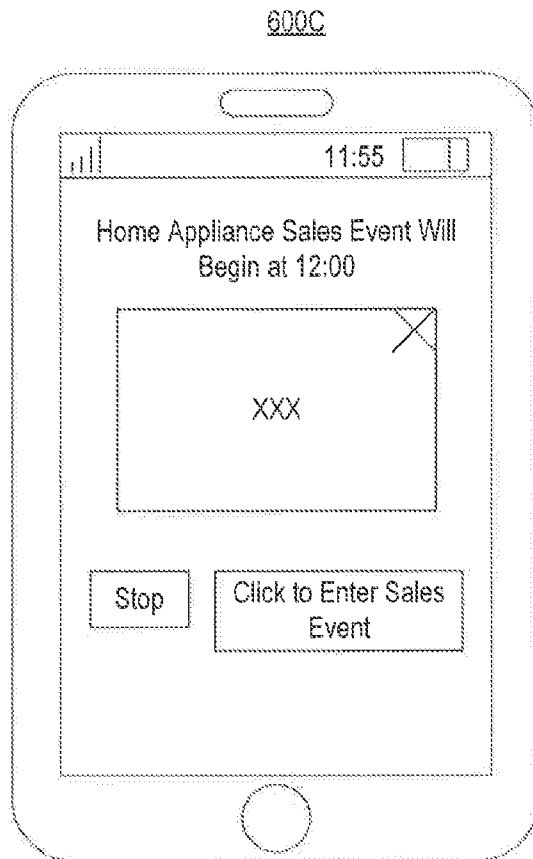 600C
11:55
Home Appliance Sales Event Will
Begin at 12:00
XXX
Stop
Click to Enter Sales
Event